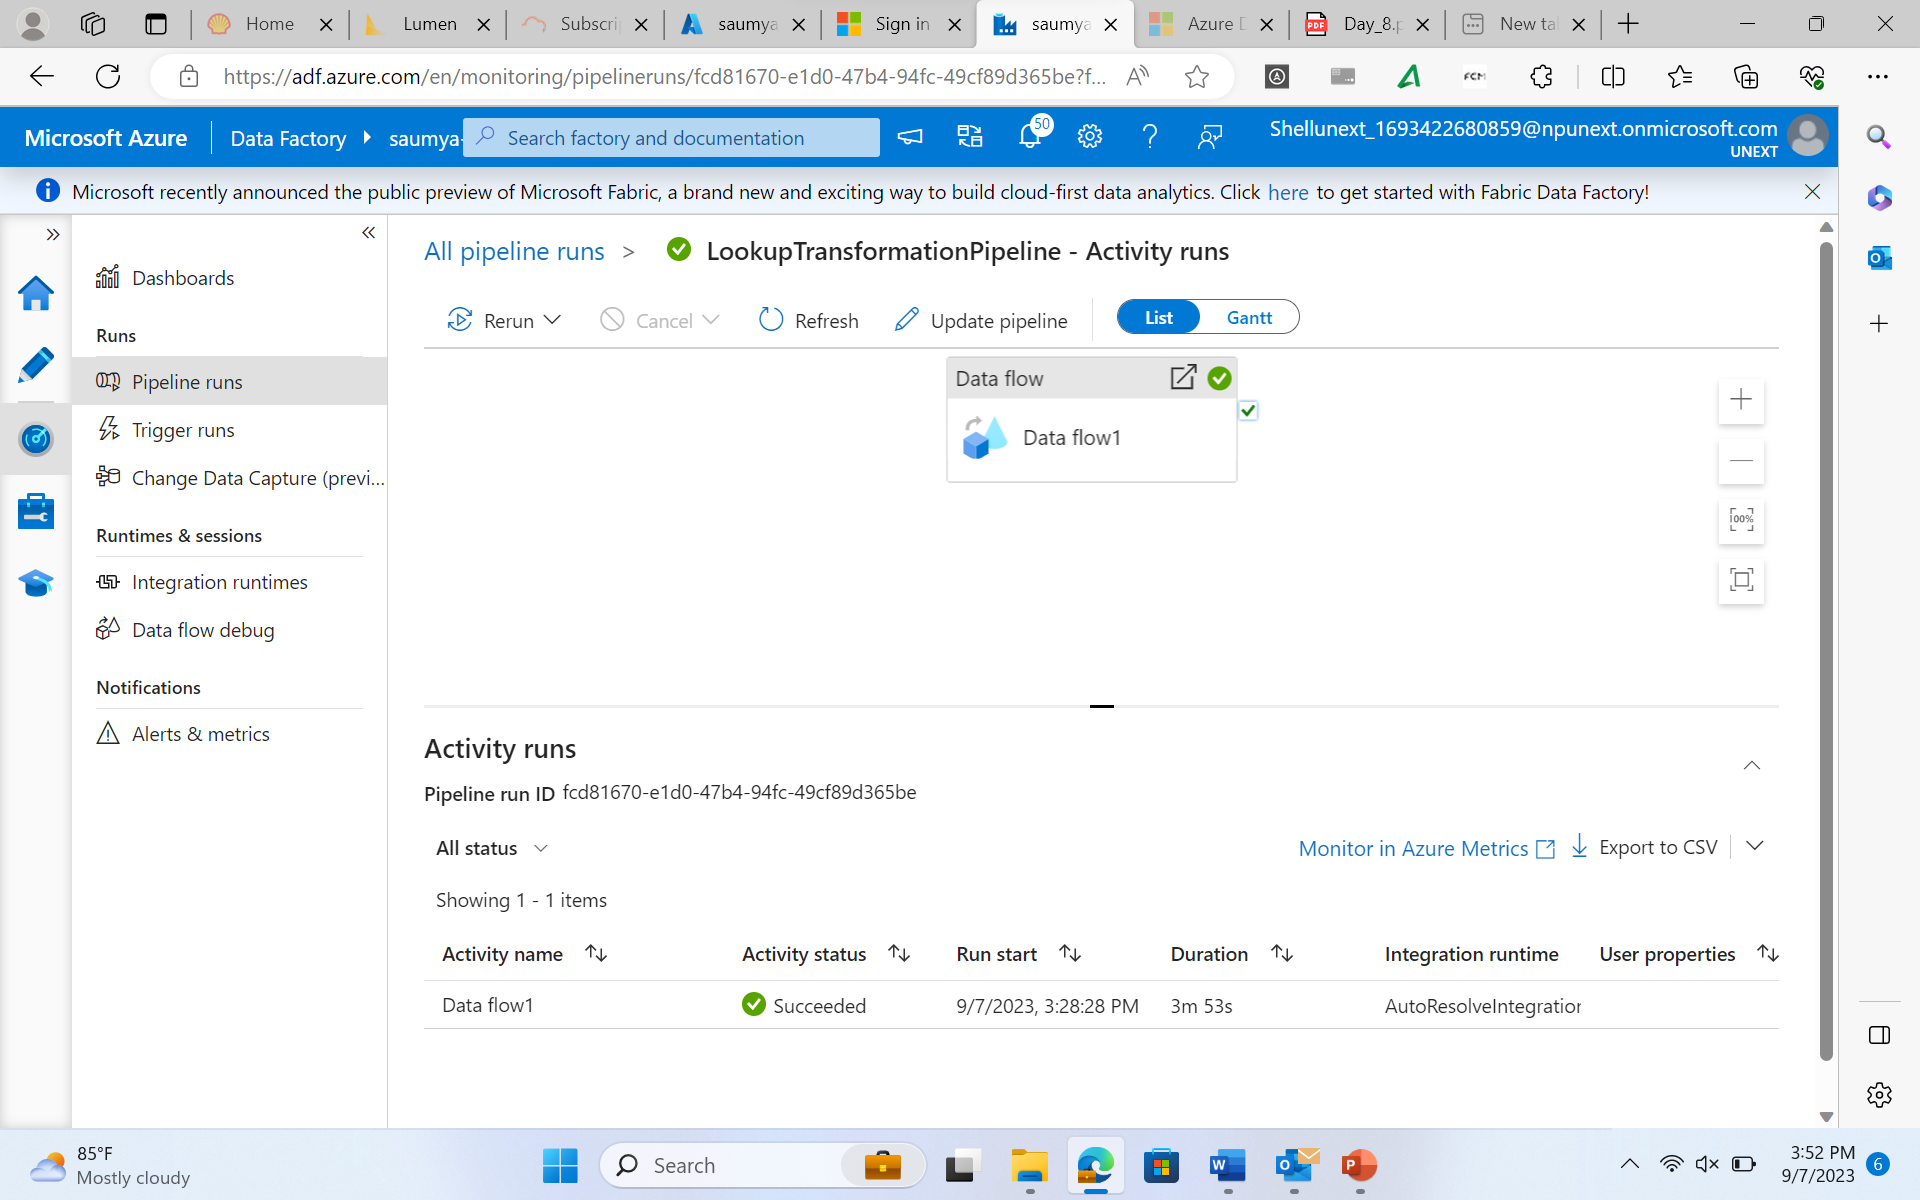 Home
Lumen
Subscri
saumya
Sign in
saumya
Azure D
Day_8.p
New ta
https://adf.azure.com/en/monitoring/pipelineruns/fcd81670-e1d0-47b4-94fc-49cf89d365be?f...
FCM
Microsoft Azure
Data Factory
saumya-
Search factory and documentation
50
Shellunext_1693422680859@npunext.onmicrosoft.com
UNEXT
Microsoft recently announced the public preview of Microsoft Fabric, a brand new and exciting way to build cloud-first data analytics. Click here to get started with Fabric Data Factory!
Dashboards
Runs
Pipeline runs
Trigger runs
Change Data Capture (previ...
Runtimes & sessions
Integration runtimes
Data flow debug
Notifications
Alerts & metrics
All pipeline runs > LookupTransformationPipeline - Activity runs
Rerun
Cancel
Refresh
Update pipeline
List
Gantt
Data flow
Data flow1
100%
Activity runs
Pipeline run ID fcd81670-e1d0-47b4-94fc-49cf89d365be
All status
Monitor in Azure Metrics
Export to CSV
Showing 1 - 1 items
Activity name Activity status Run start Duration Integration runtime User properties
Data flow1 Succeeded 9/7/2023, 3:28:28 PM 3m 53s AutoResolveIntegration
85°F
Mostly cloudy
Search
3:52 PM
9/7/2023
6